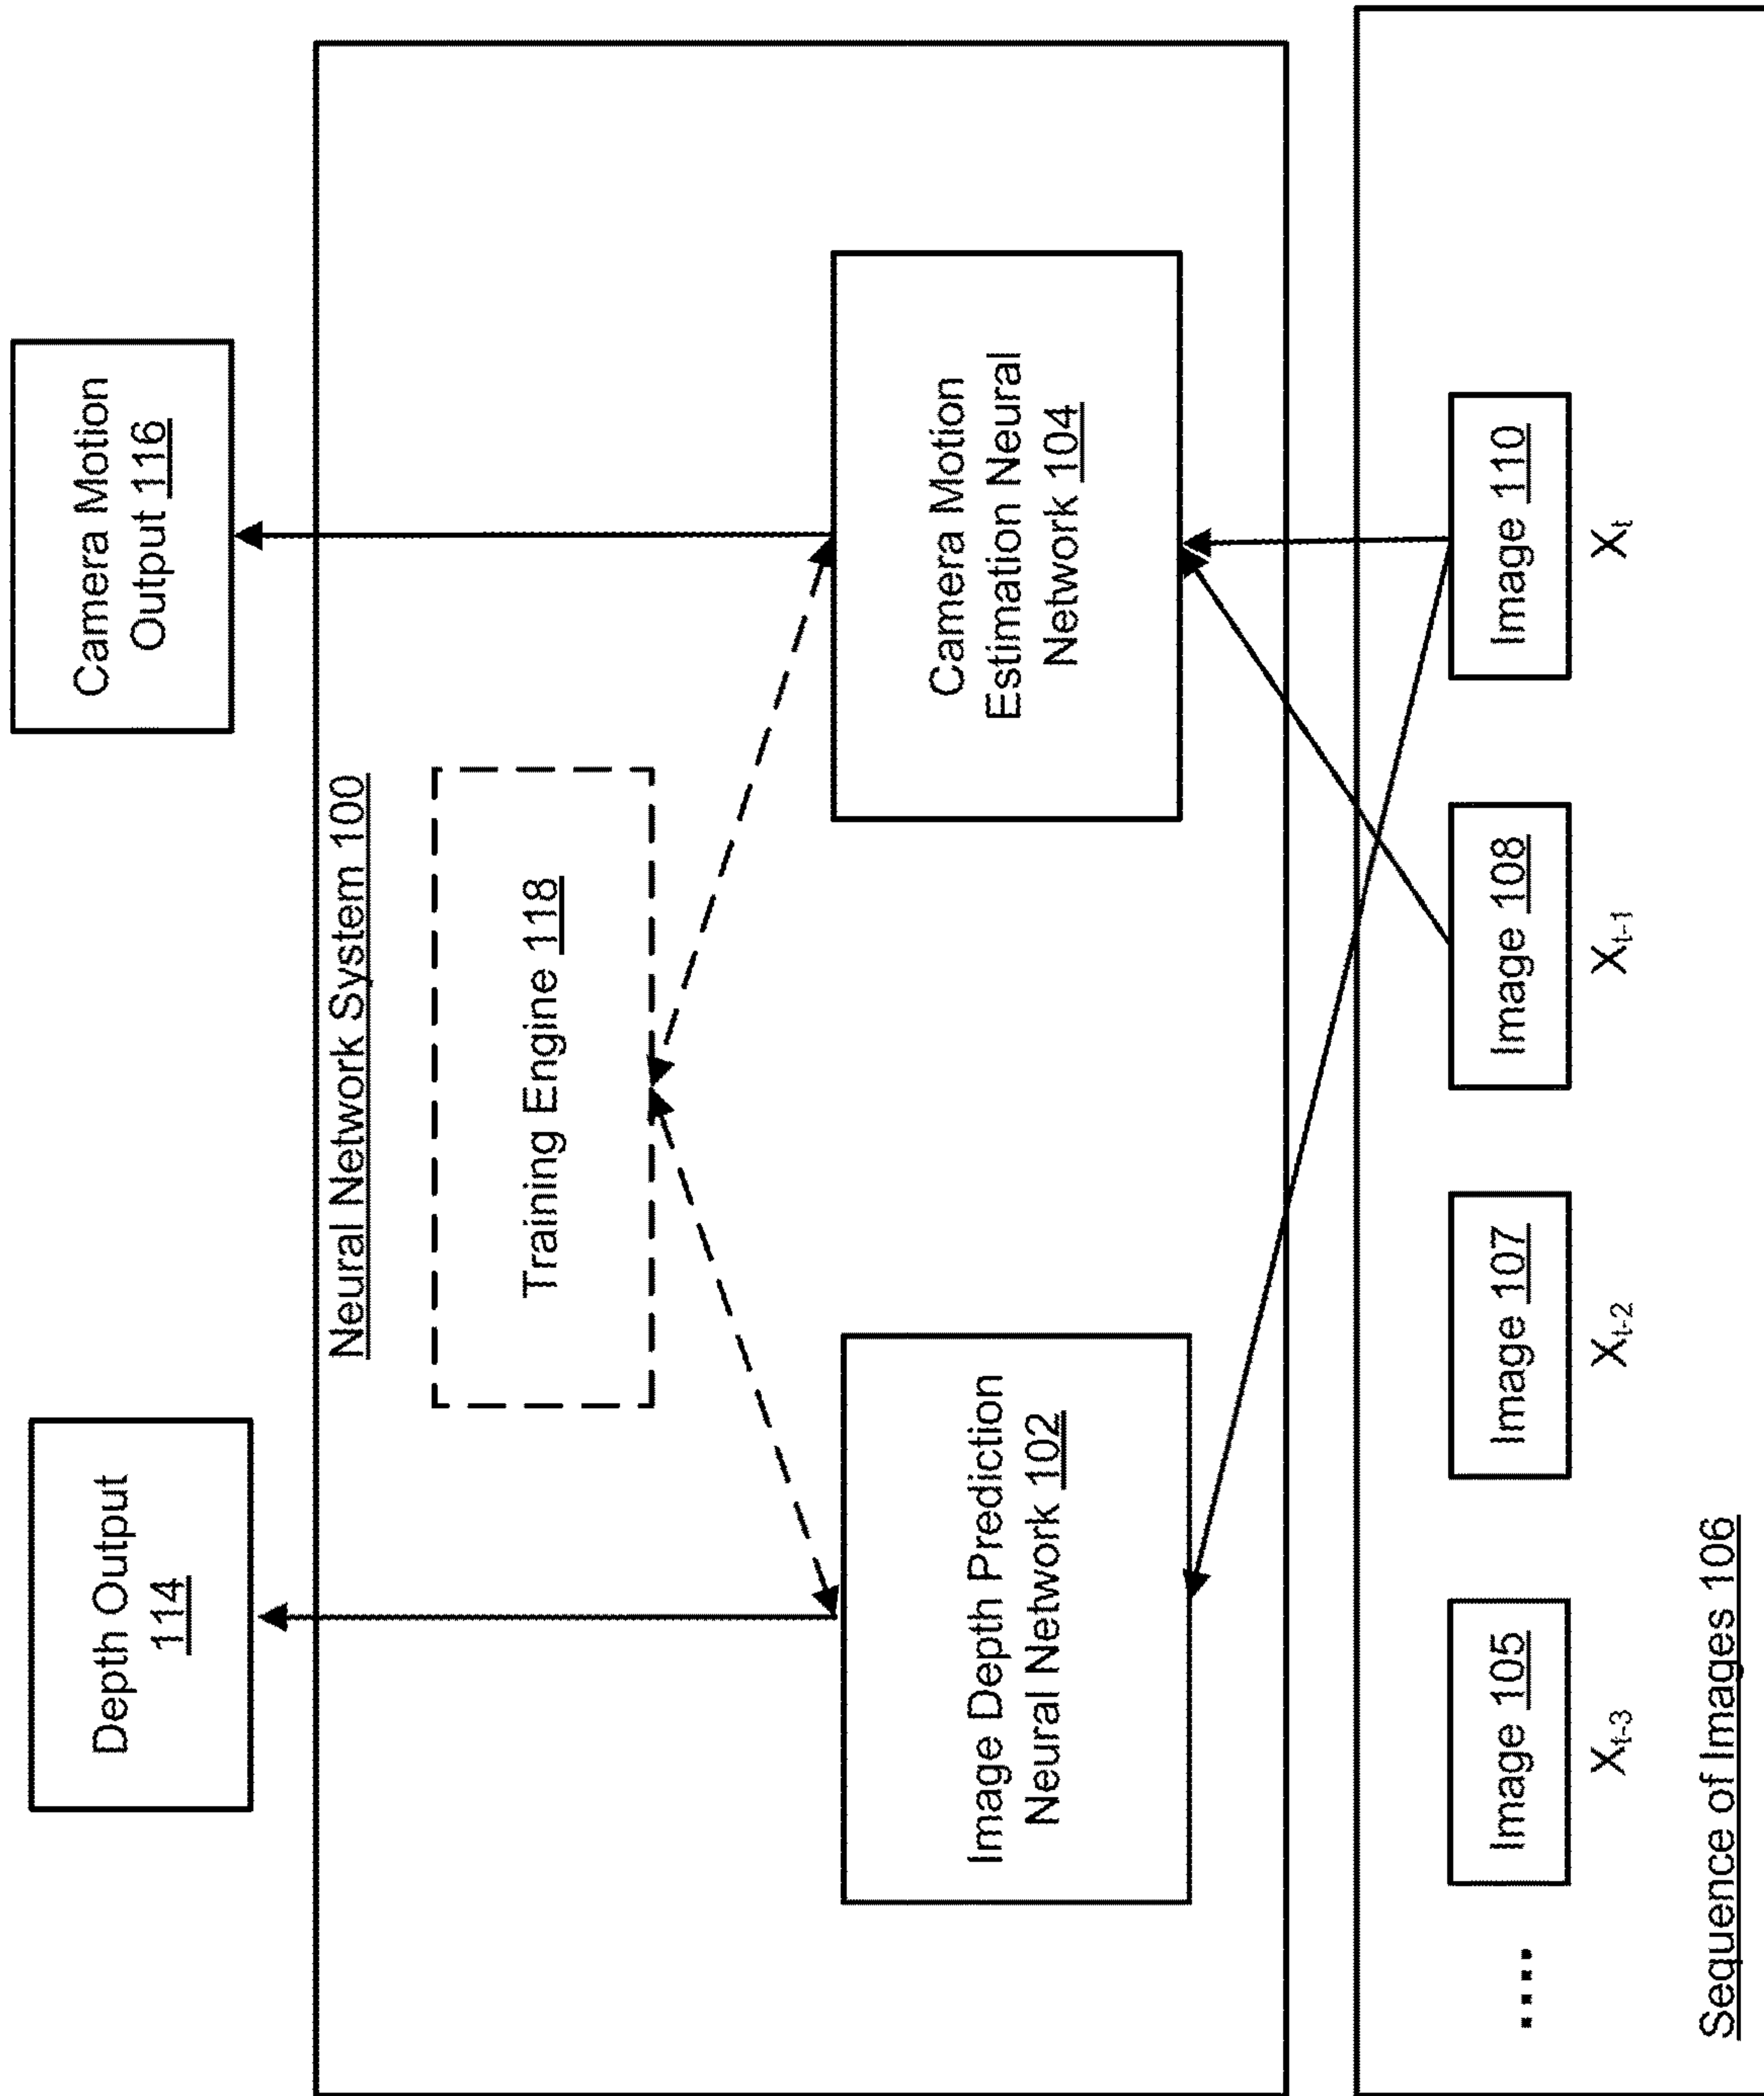 Depth Output
114
Camera Motion
Output 116
Neural Network System 100
Training Engine 118
Image Depth Prediction
Neural Network 102
Camera Motion
Estimation Neural
Network 104
.....
Image 105
Image 107
Image 108
Image 110
Xt-3
Xt-2
Xt-1
Xt
Sequence of Images 106